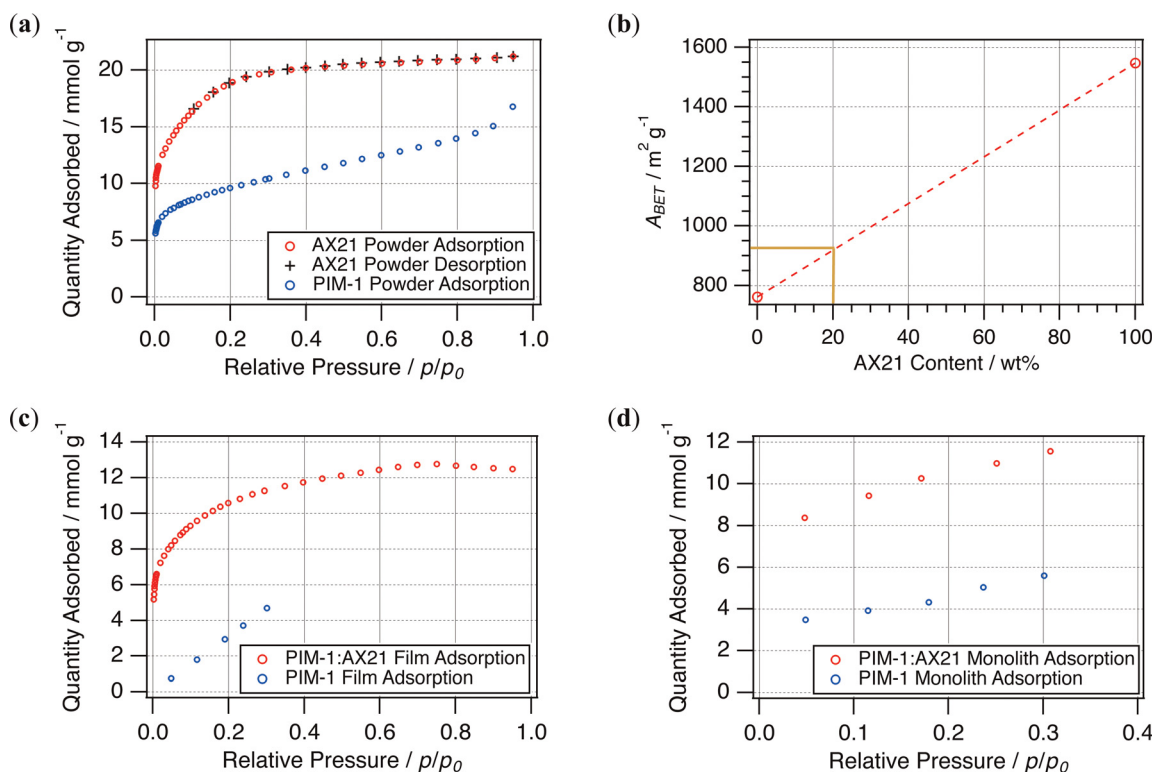 (a)
Quantity Adsorbed / mmol g-1
20
15
10
5
0
AX21 Powder Adsorption
AX21 Powder Desorption
PIM-1 Powder Adsorption
0.0 0.2 0.4 0.6 0.8 1.0
Relative Pressure / p/p0
(b)
ABET / m2 g-1
1600
1400
1200
1000
800
0 20 40 60 80 100
AX21 Content / wt%
(c)
Quantity Adsorbed / mmol g-1
14
12
10
8
6
4
2
0
PIM-1:AX21 Film Adsorption
PIM-1 Film Adsorption
0.0 0.2 0.4 0.6 0.8 1.0
Relative Pressure / p/p0
(d)
Quantity Adsorbed / mmol g-1
12
10
8
6
4
2
0
PIM-1:AX21 Monolith Adsorption
PIM-1 Monolith Adsorption
0.0 0.1 0.2 0.3 0.4
Relative Pressure / p/p0